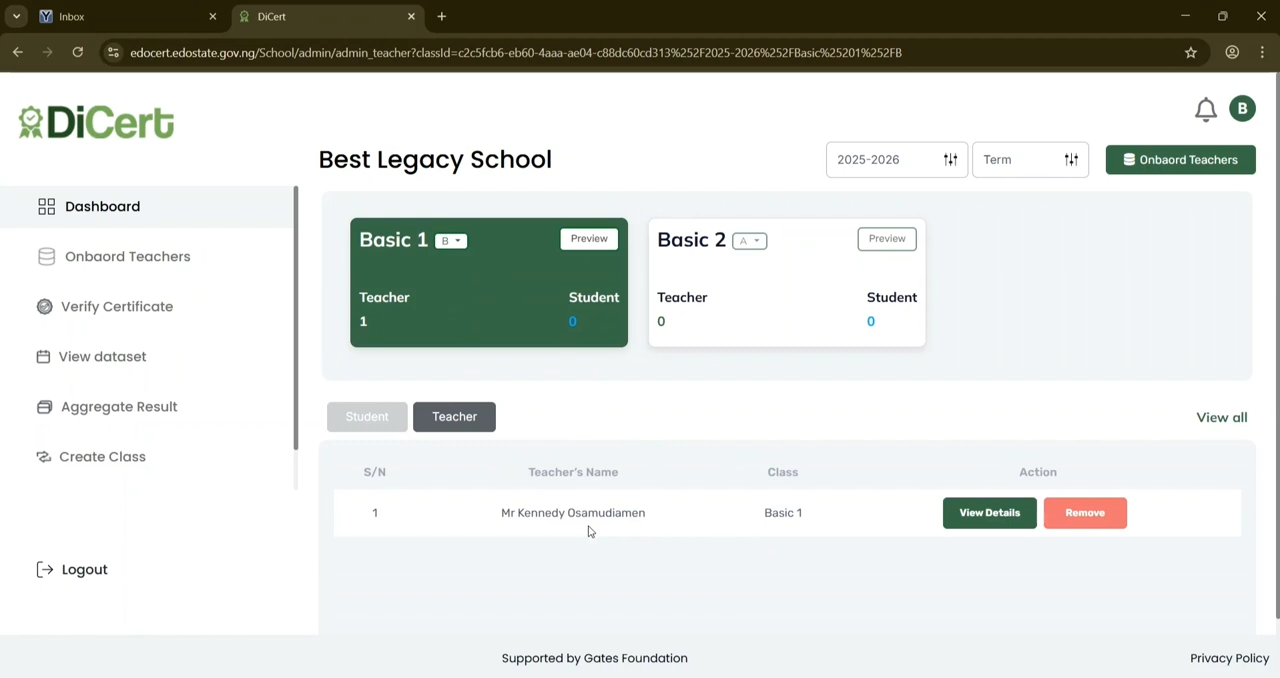 Inbox
DiCert
edocert.edostate.gov.ng/School/admin/admin_teacher?classId=c2c5fcb6-eb60-4aaa-ae04-c88dc60cd313%252F2025-2026%252FBasic%25201%252FB
DiCert
B
Best Legacy School
2025-2026
Term
Onbaord Teachers
Dashboard
Onbaord Teachers
Verify Certificate
View dataset
Aggregate Result
Create Class
Logout
Basic 1 B Preview
Teacher Student
1 0
Basic 2 A Preview
Teacher Student
0 0
Student Teacher View all
S/N Teacher's Name Class Action
1 Mr Kennedy Osamudiamen Basic 1 View Details Remove
Supported by Gates Foundation
Privacy Policy